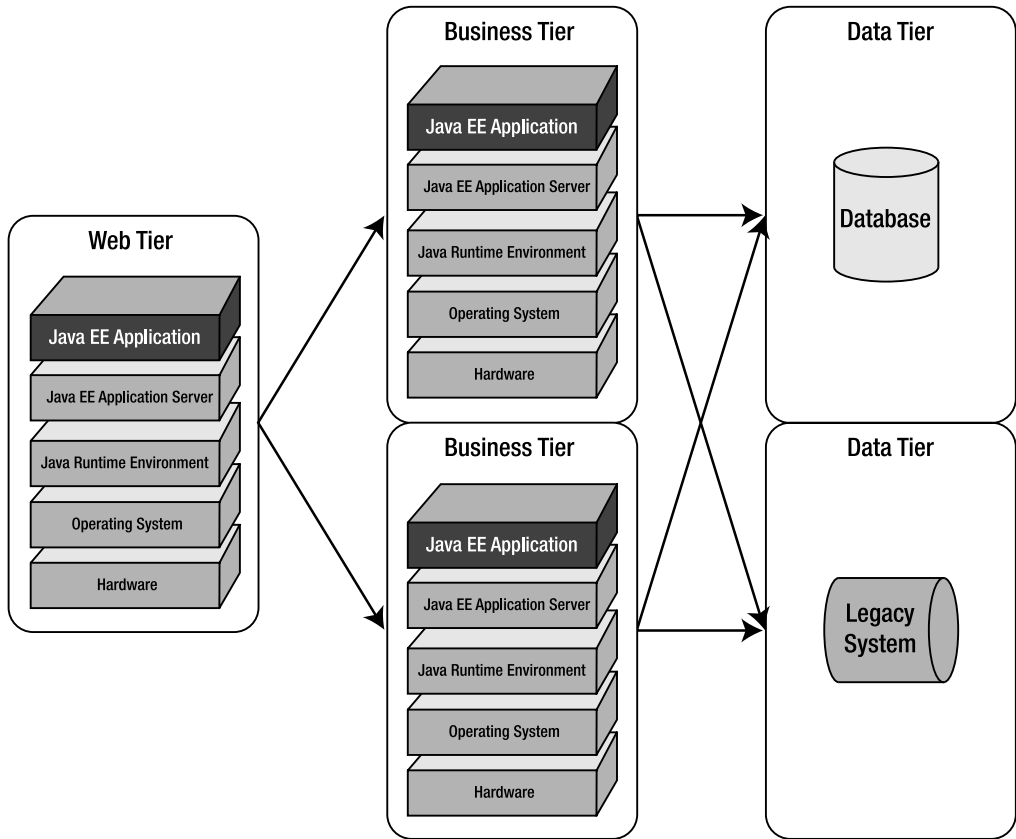 Web Tier
Java EE Application
Java EE Application Server
Java Runtime Environment
Operating System
Hardware
Business Tier
Java EE Application
Java EE Application Server
Java Runtime Environment
Operating System
Hardware
Business Tier
Java EE Application
Java EE Application Server
Java Runtime Environment
Operating System
Hardware
Data Tier
Database
Data Tier
Legacy
System